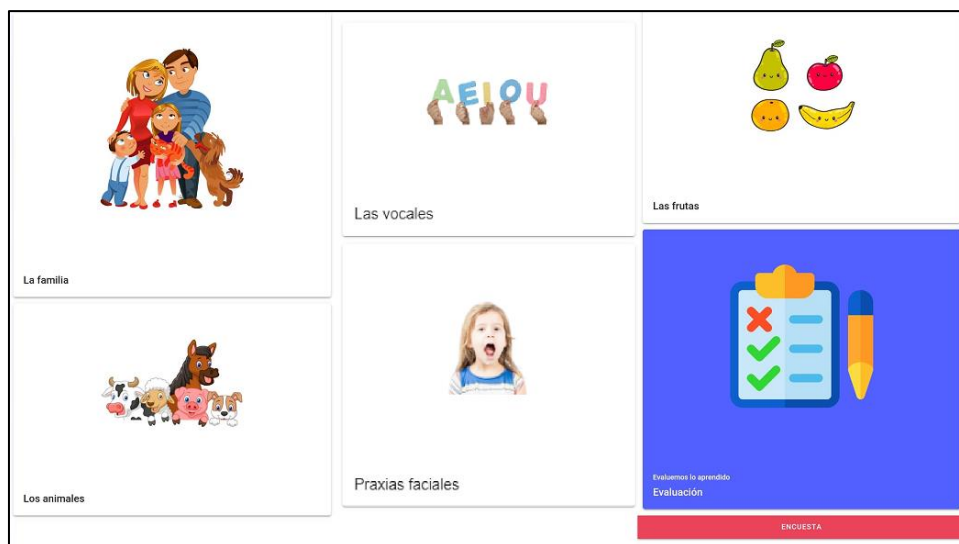 La familia
Los animales
AEIOU
Las vocales
Praxias faciales
Las frutas
Evaluemos lo aprendido
Evaluación
ENCUESTA